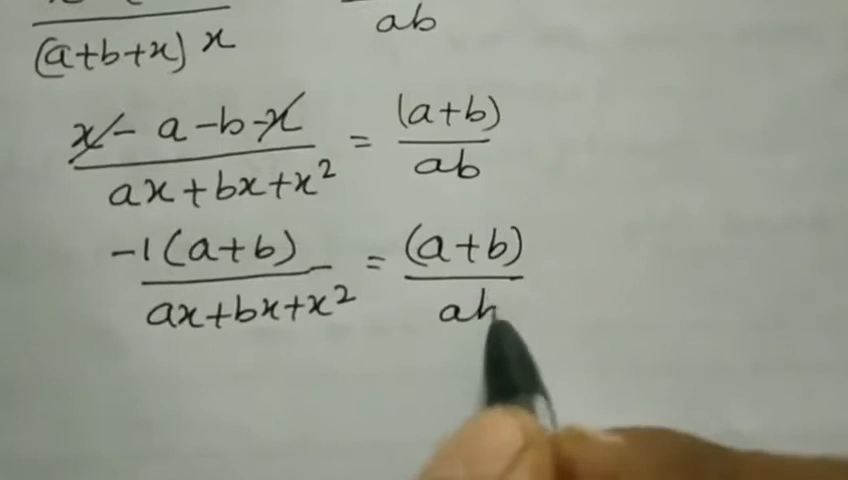 (a+b+x) x ab
x - a - b - x / ax + bx + x² = (a+b) / ab
-1 (a+b) / ax + bx + x² = (a+b) / ab